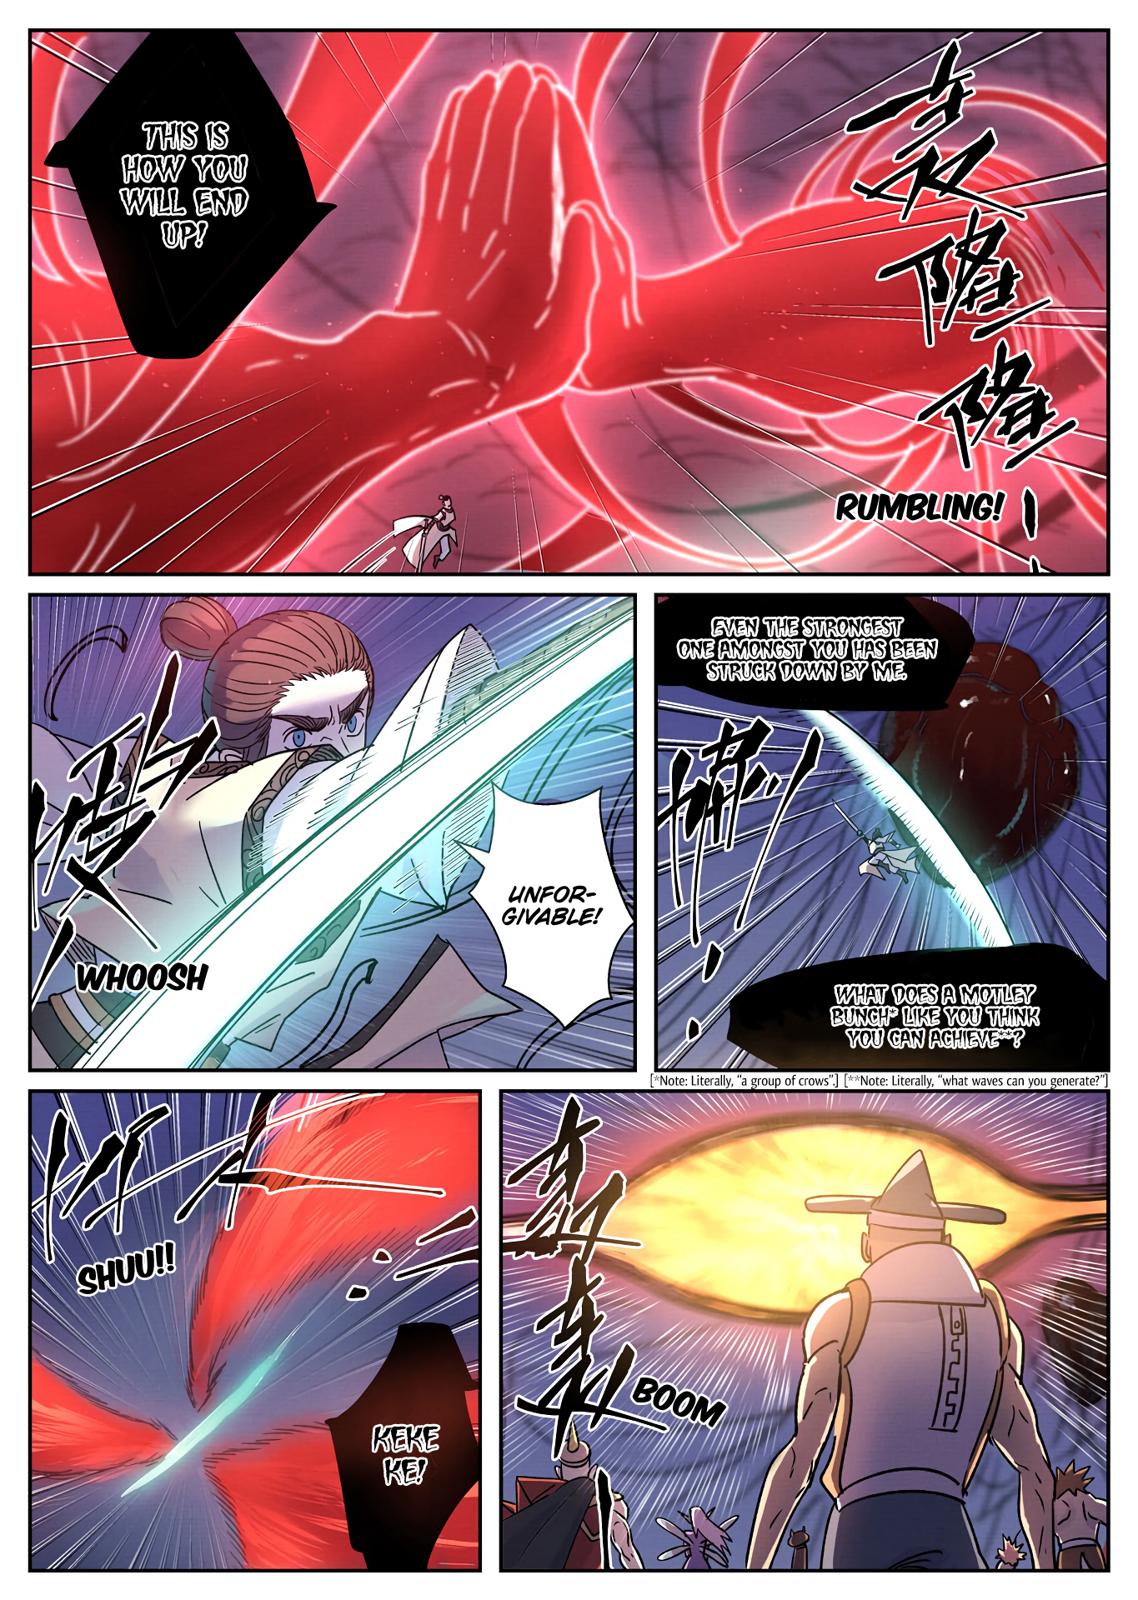 THIS IS
HOW YOU
WILL END
UP!
隆
隆
RUMBLING!
WHOOSH
UNFOR-
GIVABLE!
EVEN THE STRONGEST
ONE AMONGST YOU HAS BEEN
STRUCK DOWN BY ME.
WHAT DOES A MOTLEY
BUNCH* LIKE YOU THINK
YOU CAN ACHIEVE**?
[*Note: Literally, “a group of crows”.] [**Note: Literally, “what waves can you generate?”]
SHUU!!
KEKE
KE!
BOOM